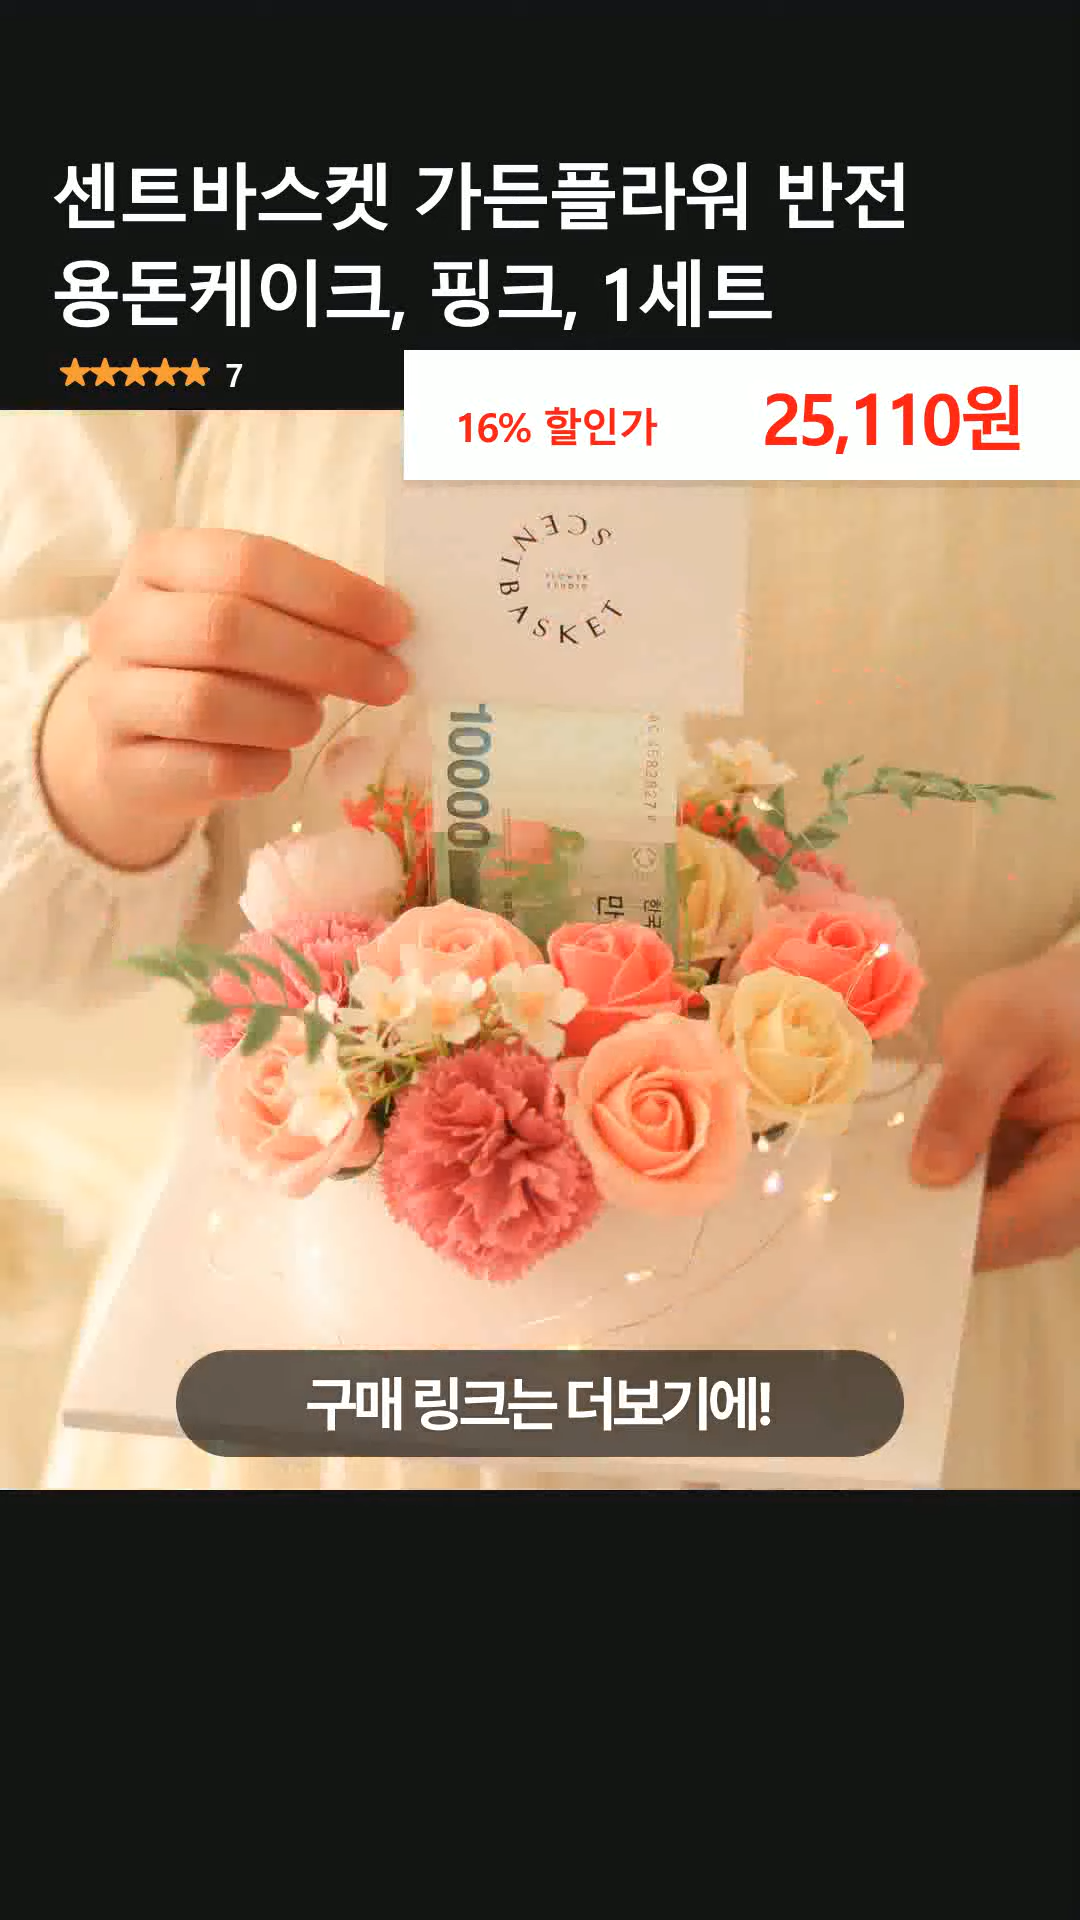 센트바스켓 가든플라워 반전
용돈케이크, 핑크, 1세트
7
16% 할인가 25,110원
SCENTBASKET
FLOWER
STUDIO
10000
구매 링크는 더보기에!